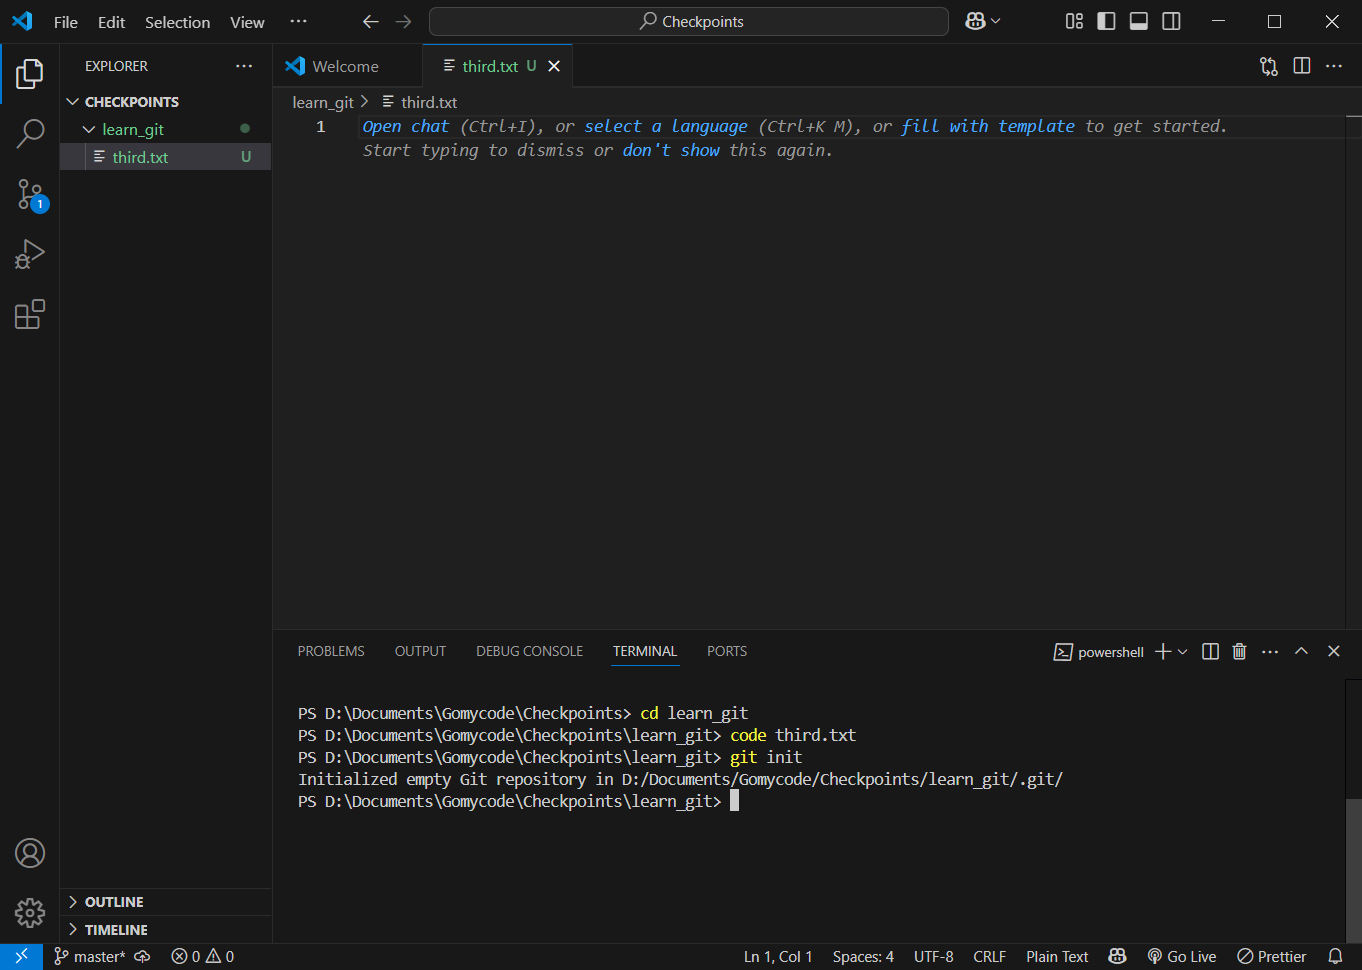 File Edit Selection View ··· Checkpoints
EXPLORER ···
CHECKPOINTS
learn_git
third.txt U
1
Welcome
third.txt U
learn_git > third.txt
1 Open chat (Ctrl+I), or select a language (Ctrl+K M), or fill with template to get started.
Start typing to dismiss or don't show this again.
PROBLEMS OUTPUT DEBUG CONSOLE TERMINAL PORTS powershell
PS D:\Documents\Gomycode\Checkpoints> cd learn_git
PS D:\Documents\Gomycode\Checkpoints\learn_git> code third.txt
PS D:\Documents\Gomycode\Checkpoints\learn_git> git init
Initialized empty Git repository in D:/Documents/Gomycode/Checkpoints/learn_git/.git/
PS D:\Documents\Gomycode\Checkpoints\learn_git>
OUTLINE
TIMELINE
master* 0 0 Ln 1, Col 1 Spaces: 4 UTF-8 CRLF Plain Text Go Live Prettier